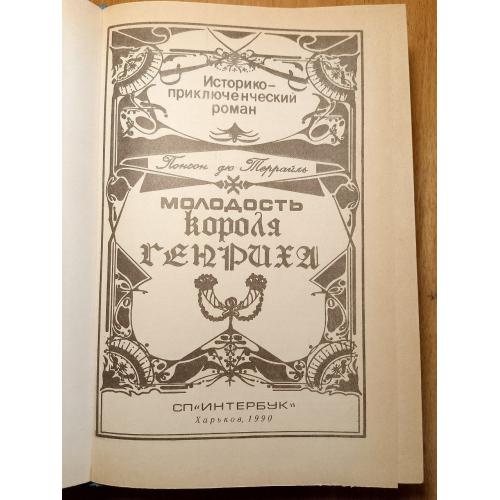 Историко-
приключенческий
роман
Понсон дю Террайль
МОЛОДОСТЬ
короля
ГЕНРИХА
СП«ИНТЕРБУК»
Харьков, 1990